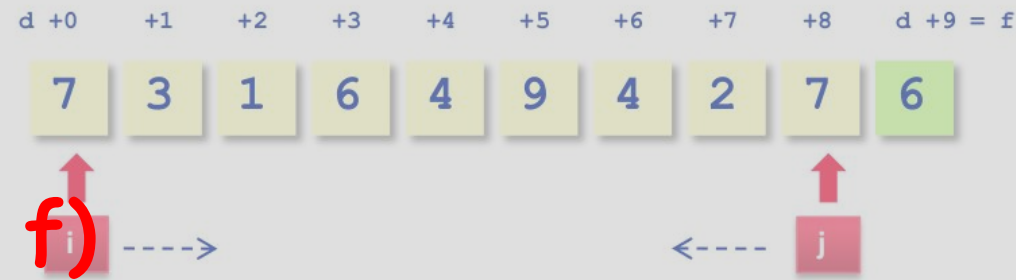 d +0 +1 +2 +3 +4 +5 +6 +7 +8 d +9 = f
7 3 1 6 4 9 4 2 7 6
f) i j